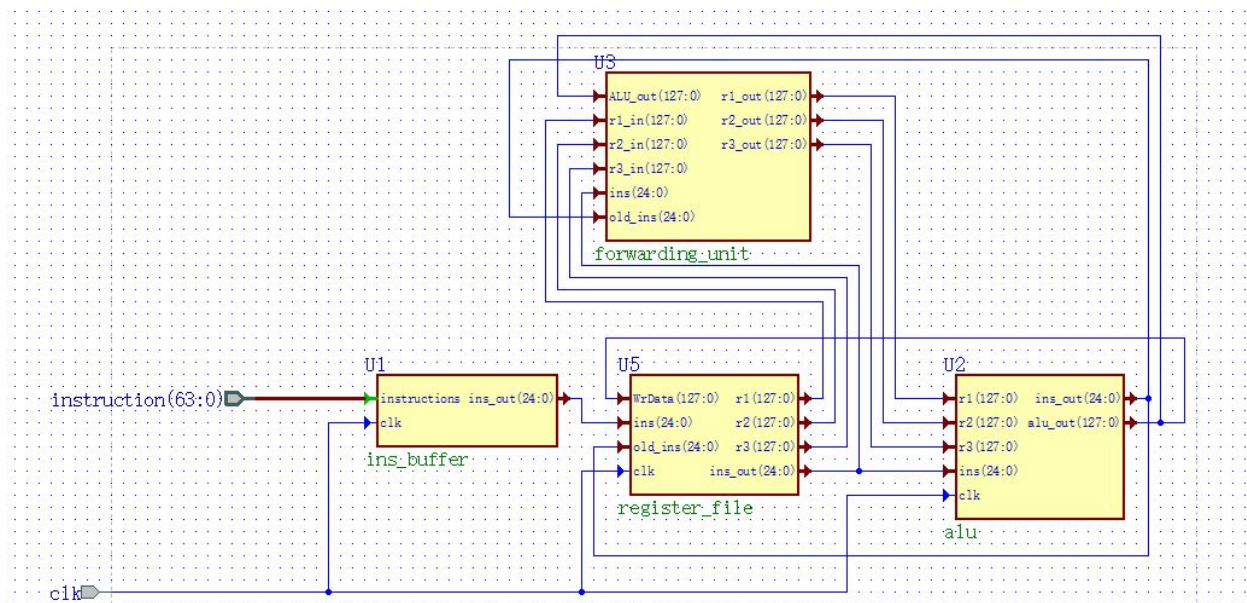 U3
ALU_out(127:0) r1_out(127:0)
r1_in(127:0) r2_out(127:0)
r2_in(127:0) r3_out(127:0)
r3_in(127:0)
ins(24:0)
old_ins(24:0)
forwarding_unit
U1
instruction(63:0)
instructions ins_out(24:0)
clk
ins_buffer
U5
WrData(127:0) r1(127:0)
ins(24:0) r2(127:0)
old_ins(24:0) r3(127:0)
clk ins_out(24:0)
register_file
U2
r1(127:0) ins_out(24:0)
r2(127:0) alu_out(127:0)
r3(127:0)
ins(24:0)
clk
alu
clk